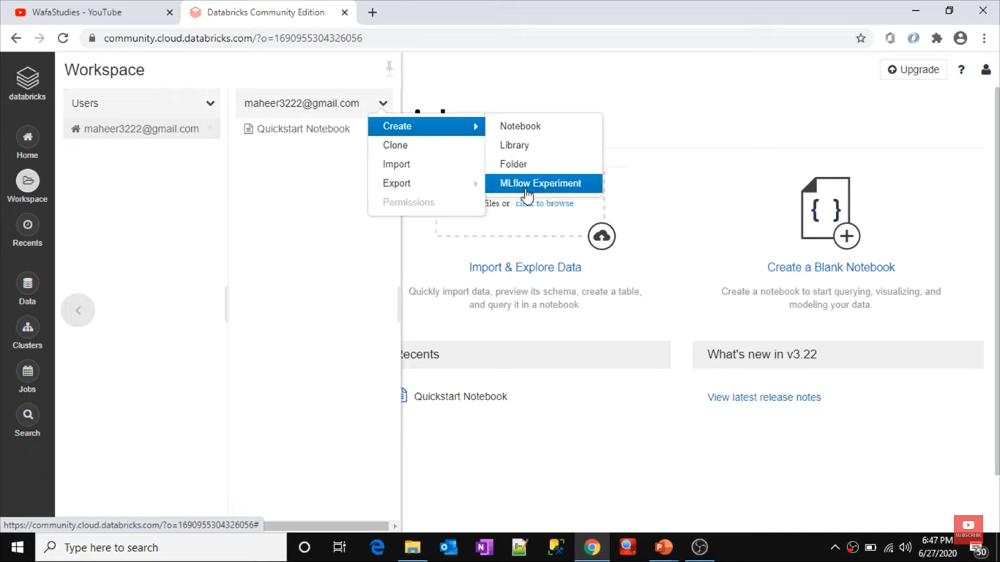 WafaStudies - YouTube
Databricks Community Edition
community.cloud.databricks.com/?o=1690955304326056
databricks
Home
Workspace
Recents
Data
Clusters
Jobs
Search
Workspace
Users
maheer3222@gmail.com
maheer3222@gmail.com
Quickstart Notebook
Create
Clone
Import
Export
Permissions
Notebook
Library
Folder
MLflow Experiment
Upgrade
?
files or click to browse
Import & Explore Data
Quickly import data, preview its schema, create a table,
and query it in a notebook.
{ }
Create a Blank Notebook
Create a notebook to start querying, visualizing, and
modeling your data.
Recents
Quickstart Notebook
What's new in v3.22
View latest release notes
https://community.cloud.databricks.com/?o=1690955304326056#
SUBSCRIBE
Type here to search
6:47 PM
6/27/2020
50